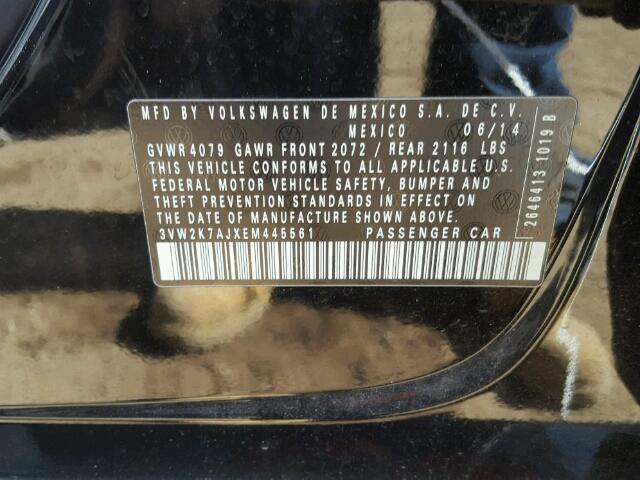 MFD BY VOLKSWAGEN DE MEXICO S.A. DE C.V.
MEXICO 06/14
GVWR 4079 GAWR FRONT 2072 / REAR 2116 LBS
THIS VEHICLE CONFORMS TO ALL APPLICABLE U.S.
FEDERAL MOTOR VEHICLE SAFETY, BUMPER AND
THEFT PREVENTION STANDARDS IN EFFECT ON
THE DATE OF MANUFACTURE SHOWN ABOVE.
3VW2K7AJXEM445561 PASSENGER CAR
2646413 1019 B